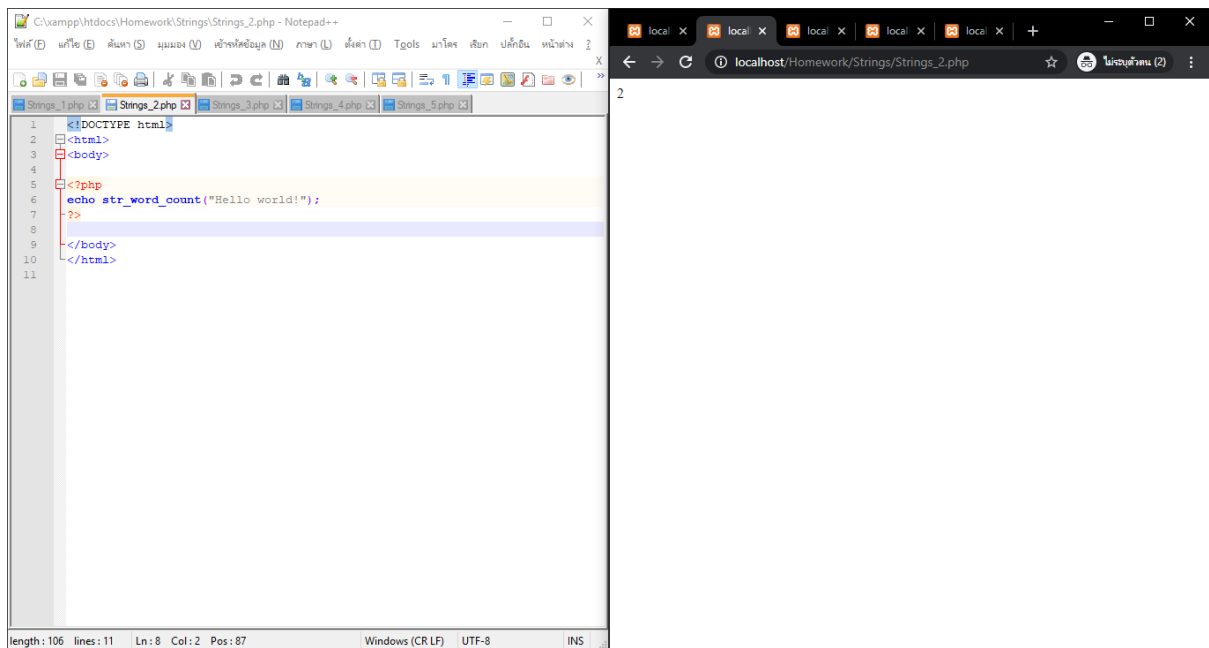 C:\xampp\htdocs\Homework\Strings\Strings_2.php - Notepad++
ไฟล์ (F) แก้ไข (E) ค้นหา (S) มุมมอง (V) เข้ารหัสข้อมูล (N) ภาษา (L) ตั้งค่า (T) Tools มาโคร เรียก ปลั๊กอิน หน้าต่าง ?
X
Strings_1.php Strings_2.php Strings_3.php Strings_4.php Strings_5.php
1 <!DOCTYPE html>
2 <html>
3 <body>
4
5 <?php
6 echo str_word_count("Hello world!");
7 ?>
8
9 </body>
10 </html>
11
length : 106 lines : 11 Ln : 8 Col : 2 Pos : 87 Windows (CR LF) UTF-8 INS
local local local local local
localhost/Homework/Strings/Strings_2.php ไม่ระบุตัวตน (2)
2